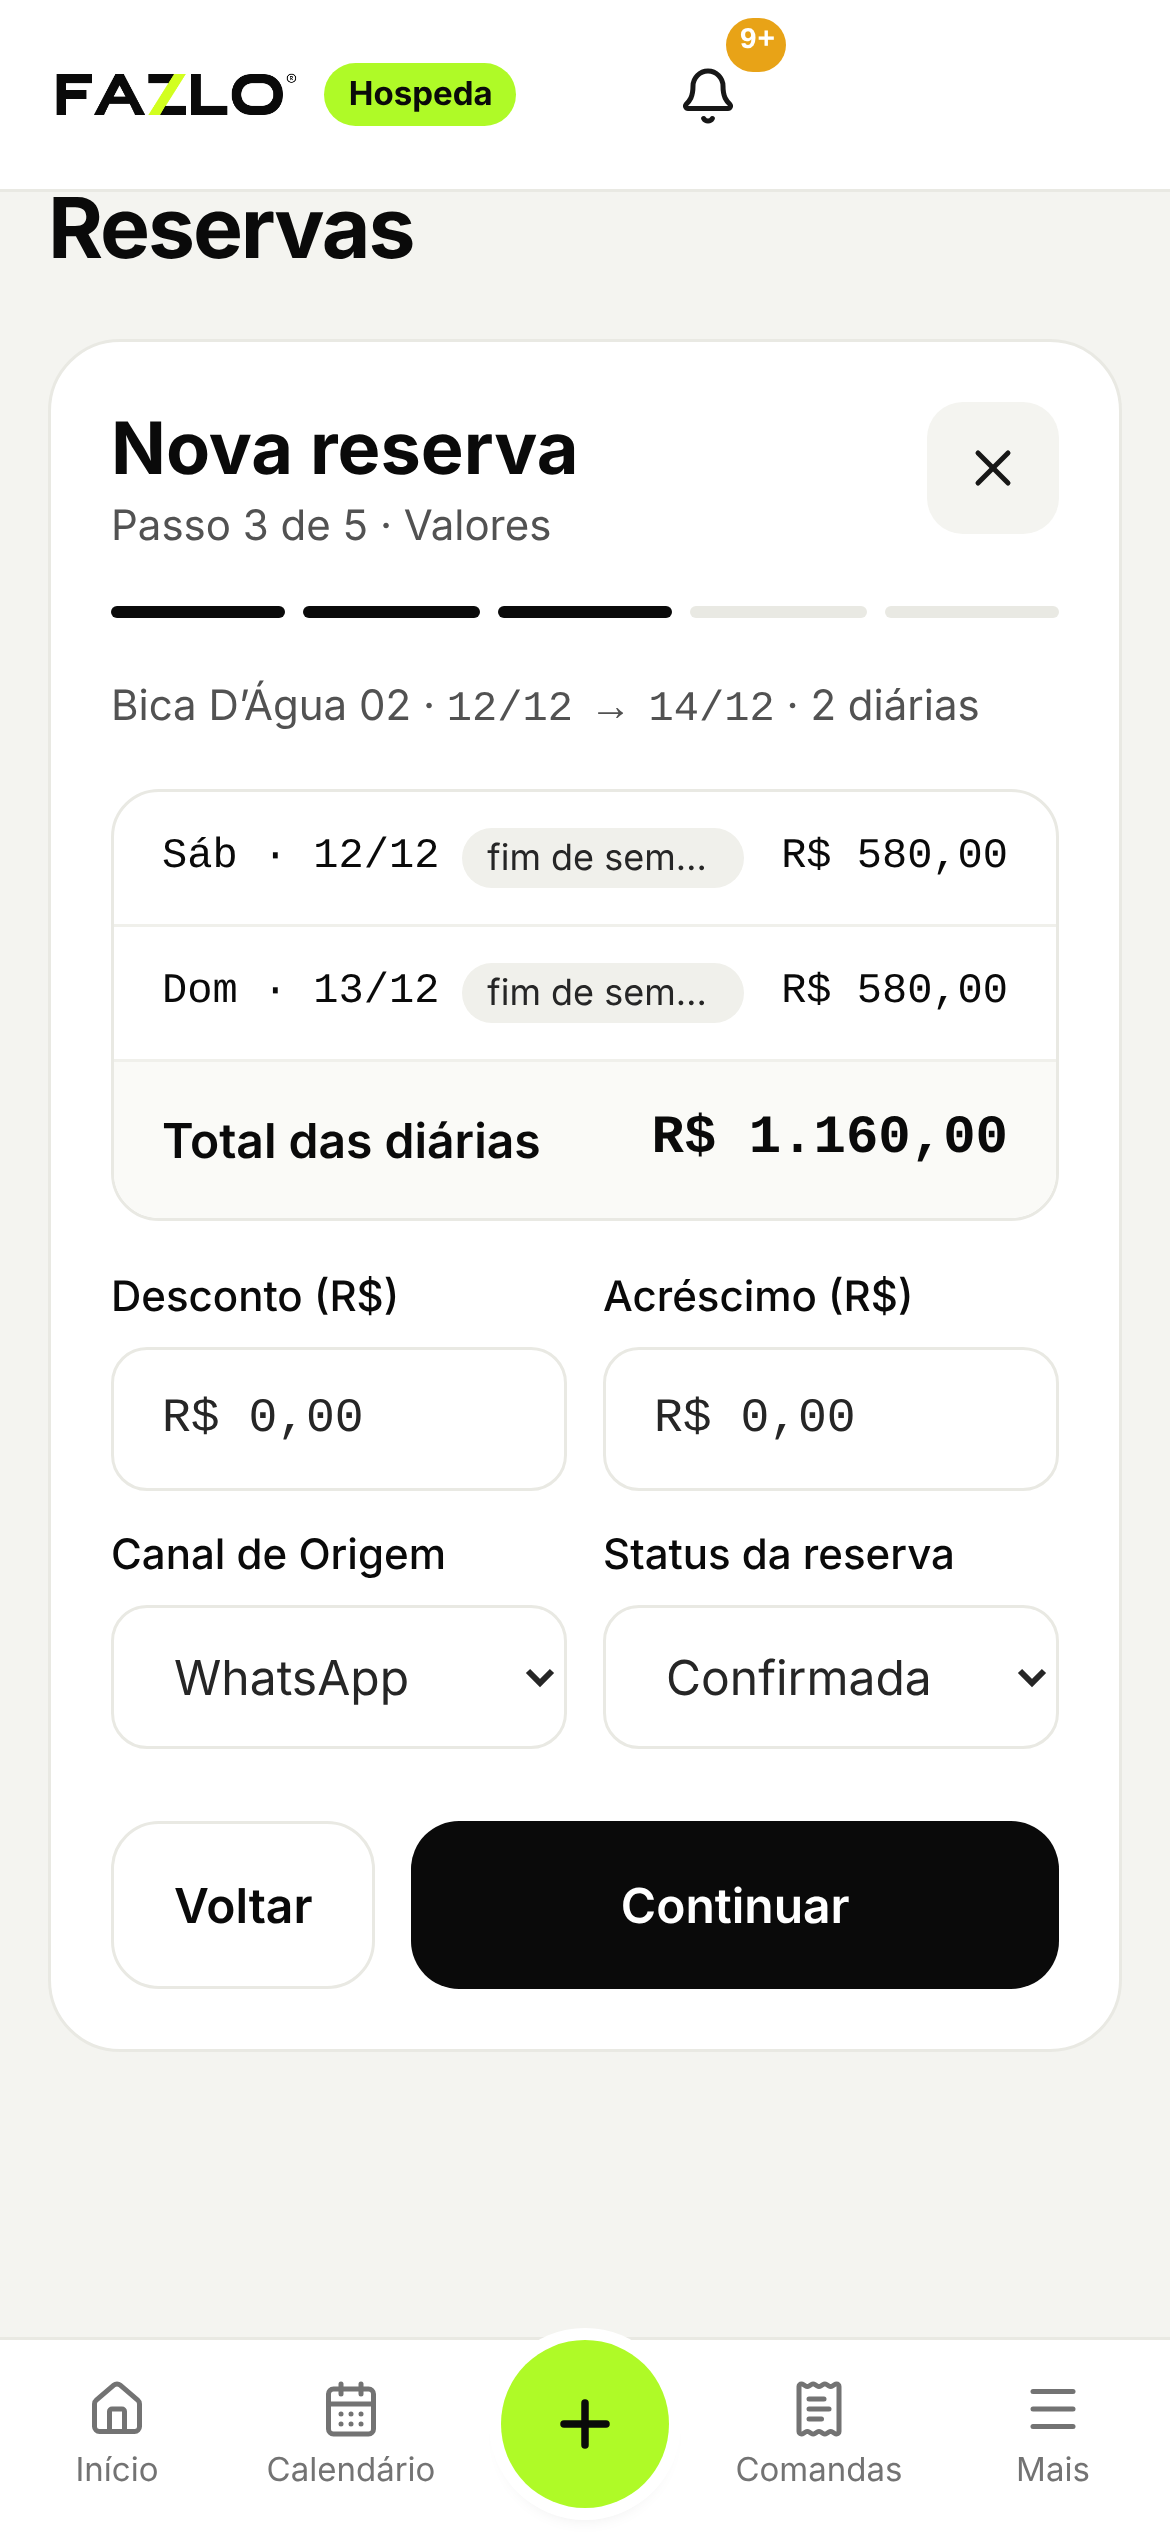 FAZLO® Hospeda 9+
Reservas
Nova reserva
Passo 3 de 5 · Valores
Bica D’Água 02 · 12/12 → 14/12 · 2 diárias
Sáb · 12/12 fim de sem... R$ 580,00
Dom · 13/12 fim de sem... R$ 580,00
Total das diárias R$ 1.160,00
Desconto (R$) Acréscimo (R$)
R$ 0,00 R$ 0,00
Canal de Origem Status da reserva
WhatsApp Confirmada
Voltar Continuar
Início Calendário Comandas Mais